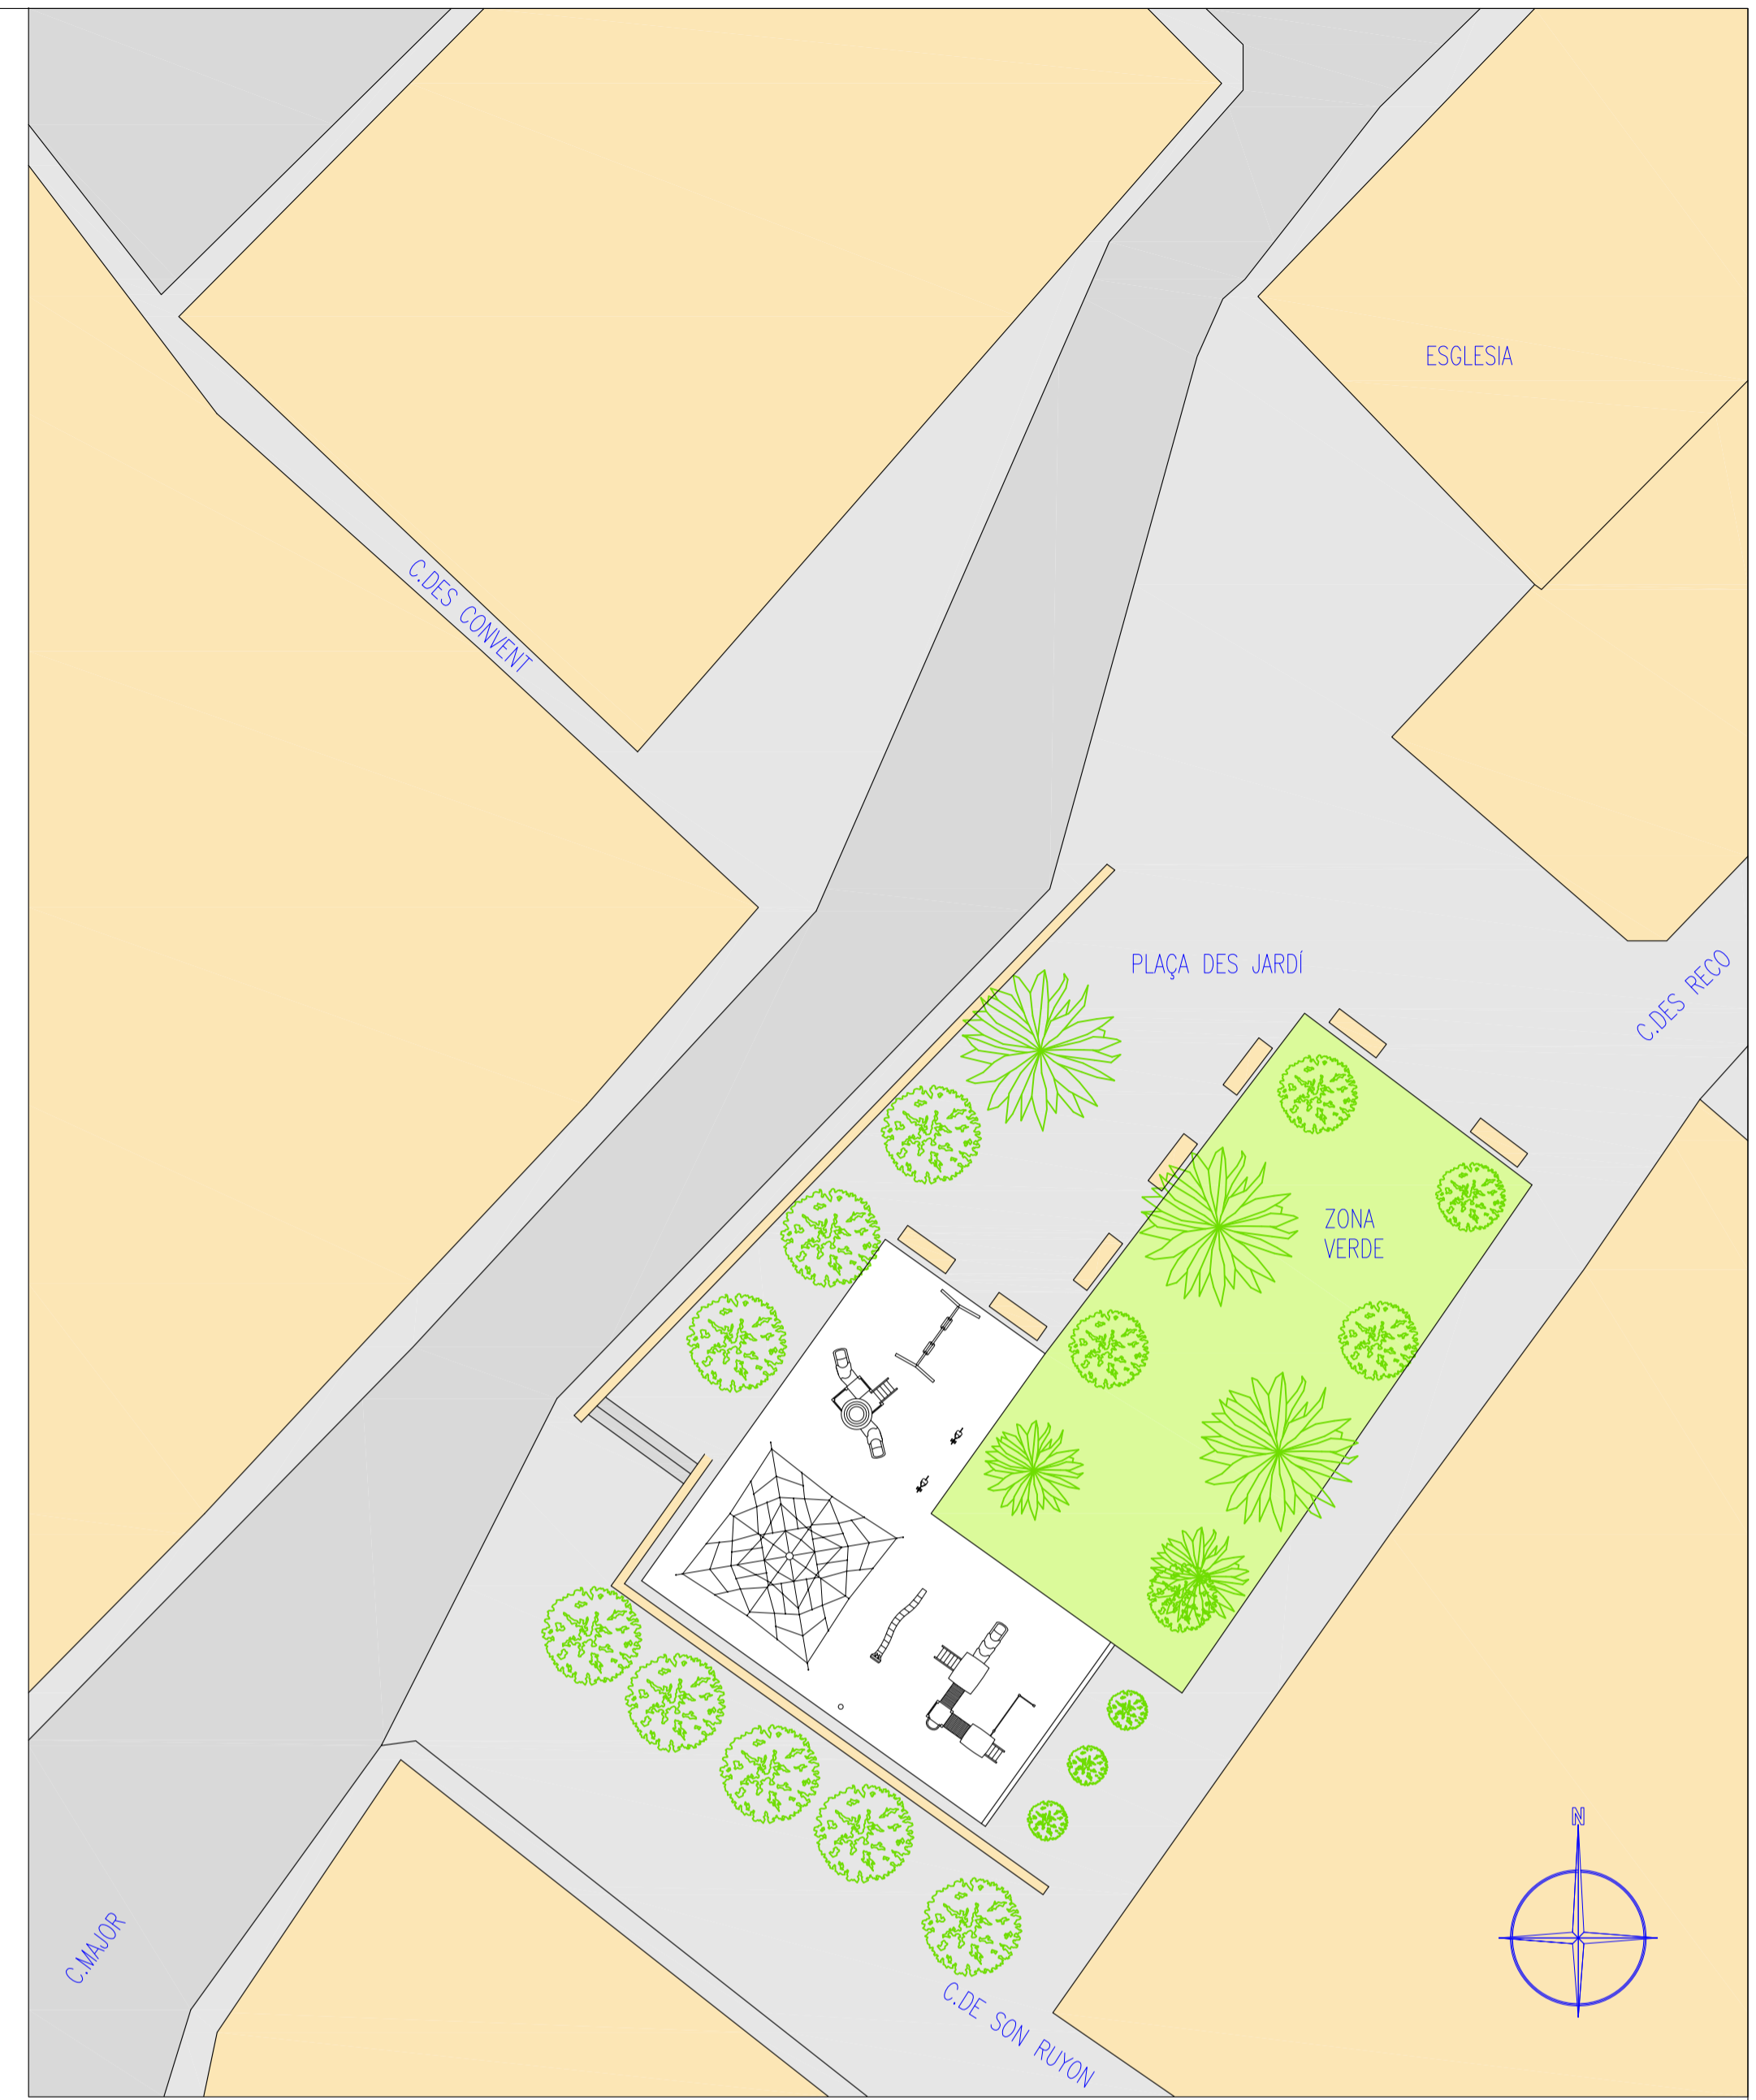 ESGLESIA
C.DES CONVENT
PLAÇA DES JARDÍ
C.DES RECO
ZONA
VERDE
N
C.MAJOR
C.DE SON RUYON